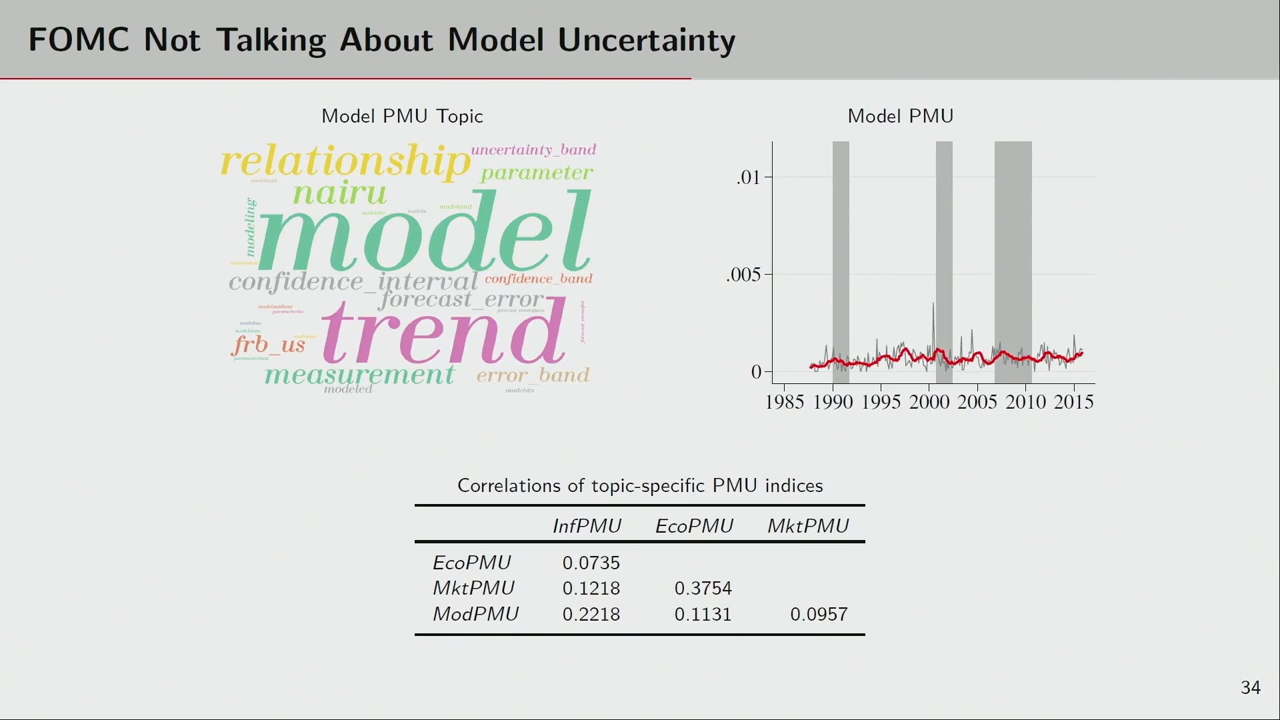 FOMC Not Talking About Model Uncertainty
Model PMU Topic
relationship
uncertainty_band
parameter
nairu
modeling
model
confidence_interval
confidence_band
forecast_error
trend
frb_us
measurement
error_band
modeled
Model PMU
.01
.005
0
1985 1990 1995 2000 2005 2010 2015
Correlations of topic-specific PMU indices
InfPMU EcoPMU MktPMU
EcoPMU 0.0735
MktPMU 0.1218 0.3754
ModPMU 0.2218 0.1131 0.0957
34